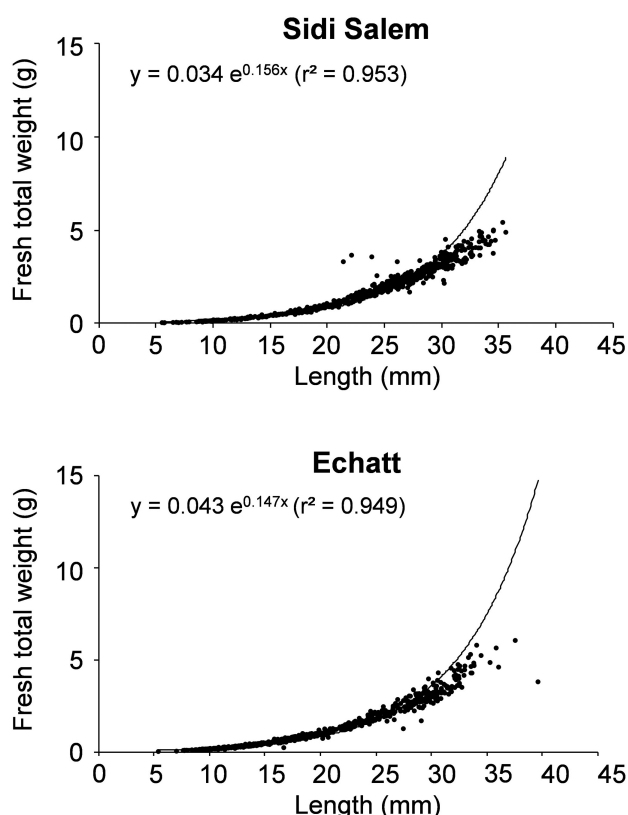 Sidi Salem
y = 0.034 e^0.156x (r² = 0.953)
Fresh total weight (g)
15
10
5
0
0 5 10 15 20 25 30 35 40 45
Length (mm)
Echatt
y = 0.043 e^0.147x (r² = 0.949)
Fresh total weight (g)
15
10
5
0
0 5 10 15 20 25 30 35 40 45
Length (mm)